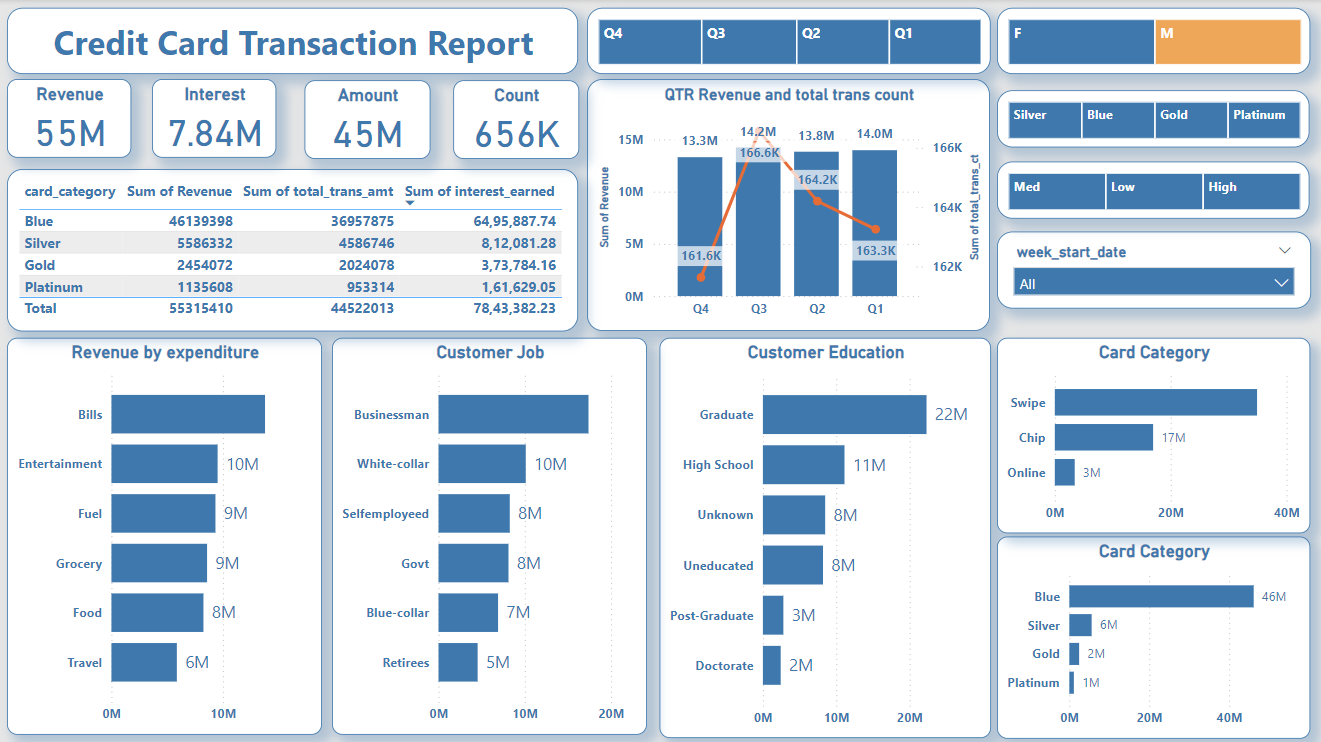 Credit Card Transaction Report
Q4 Q3 Q2 Q1
F M
Revenue
55M
Interest
7.84M
Amount
45M
Count
656K
Silver Blue Gold Platinum
Med Low High
week_start_date
All
card_category Sum of Revenue Sum of total_trans_amt Sum of interest_earned
Blue 46139398 36957875 64,95,887.74
Silver 5586332 4586746 8,12,081.28
Gold 2454072 2024078 3,73,784.16
Platinum 1135608 953314 1,61,629.05
Total 55315410 44522013 78,43,382.23
QTR Revenue and total trans count
Sum of Revenue
15M
10M
5M
0M
13.3M 14.2M 13.8M 14.0M
161.6K 166.6K 164.2K 163.3K
Q4 Q3 Q2 Q1
166K
164K
162K
Sum of total_trans_ct
Revenue by expenditure
Bills
Entertainment 10M
Fuel 9M
Grocery 9M
Food 8M
Travel 6M
0M 10M
Customer Job
Businessman
White-collar 10M
Selfemployeed 8M
Govt 8M
Blue-collar 7M
Retirees 5M
0M 10M 20M
Customer Education
Graduate 22M
High School 11M
Unknown 8M
Uneducated 8M
Post-Graduate 3M
Doctorate 2M
0M 10M 20M
Card Category
Swipe
Chip 17M
Online 3M
0M 20M 40M
Card Category
Blue 46M
Silver 6M
Gold 2M
Platinum 1M
0M 20M 40M